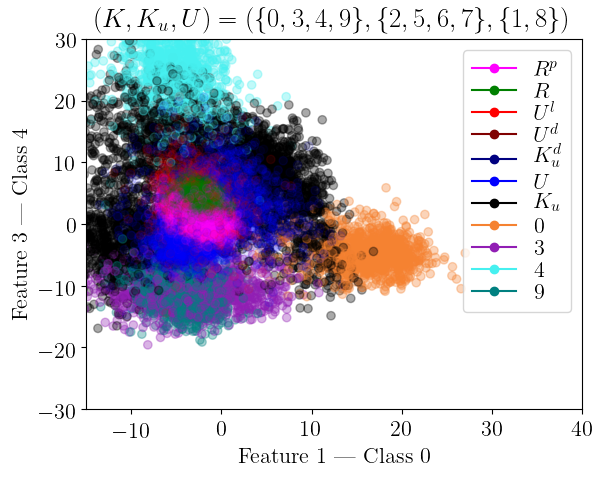 (K, K_u, U) = ({0, 3, 4, 9}, {2, 5, 6, 7}, {1, 8})
R^p
R
U^l
U^d
K_u^d
U
K_u
0
3
4
9
30
20
10
0
−10
−20
−30
Feature 3 — Class 4
−10 0 10 20 30 40
Feature 1 — Class 0